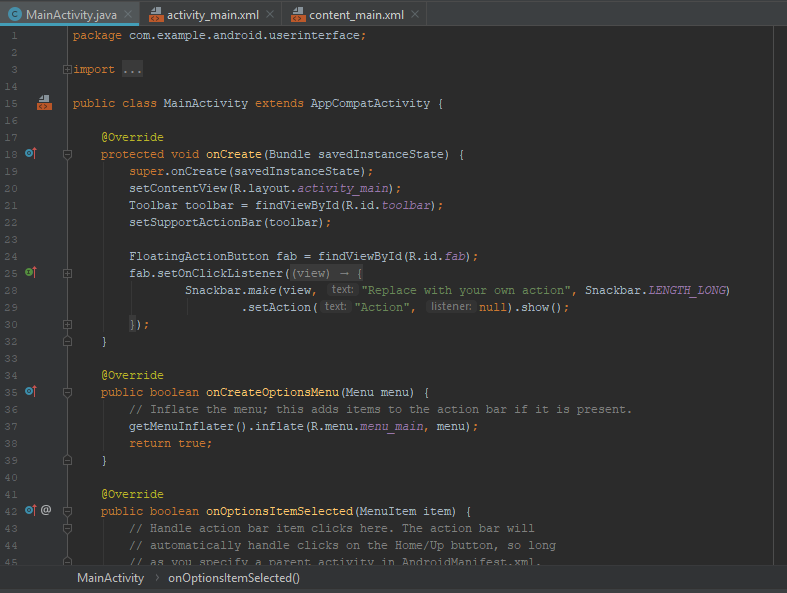 MainActivity.java activity_main.xml content_main.xml
1 package com.example.android.userinterface;
2
3 import ...
14
15 public class MainActivity extends AppCompatActivity {
16
17 @Override
18 protected void onCreate(Bundle savedInstanceState) {
19 super.onCreate(savedInstanceState);
20 setContentView(R.layout.activity_main);
21 Toolbar toolbar = findViewById(R.id.toolbar);
22 setSupportActionBar(toolbar);
23
24 FloatingActionButton fab = findViewById(R.id.fab);
25 fab.setOnClickListener((view) → {
28 Snackbar.make(view, text: "Replace with your own action", Snackbar.LENGTH_LONG)
29 .setAction( text: "Action", listener: null).show();
30 });
32 }
33
34 @Override
35 public boolean onCreateOptionsMenu(Menu menu) {
36 // Inflate the menu; this adds items to the action bar if it is present.
37 getMenuInflater().inflate(R.menu.menu_main, menu);
38 return true;
39 }
40
41 @Override
42 @ public boolean onOptionsItemSelected(MenuItem item) {
43 // Handle action bar item clicks here. The action bar will
44 // automatically handle clicks on the Home/Up button, so long
45 // as you specify a parent activity in AndroidManifest.xml.
MainActivity › onOptionsItemSelected()